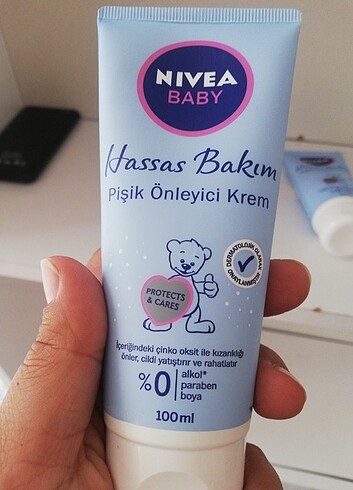 NIVEA
BABY
Hassas Bakım
Pişik Önleyici Krem
DERMATOLOJİK OLARAK
ONAYLANMIŞTIR
PROTECTS
& CARES
İçeriğindeki çinko oksit ile kızarıklığı
önler, cildi yatıştırır ve rahatlatır
%0
alkol*
paraben
boya
100ml